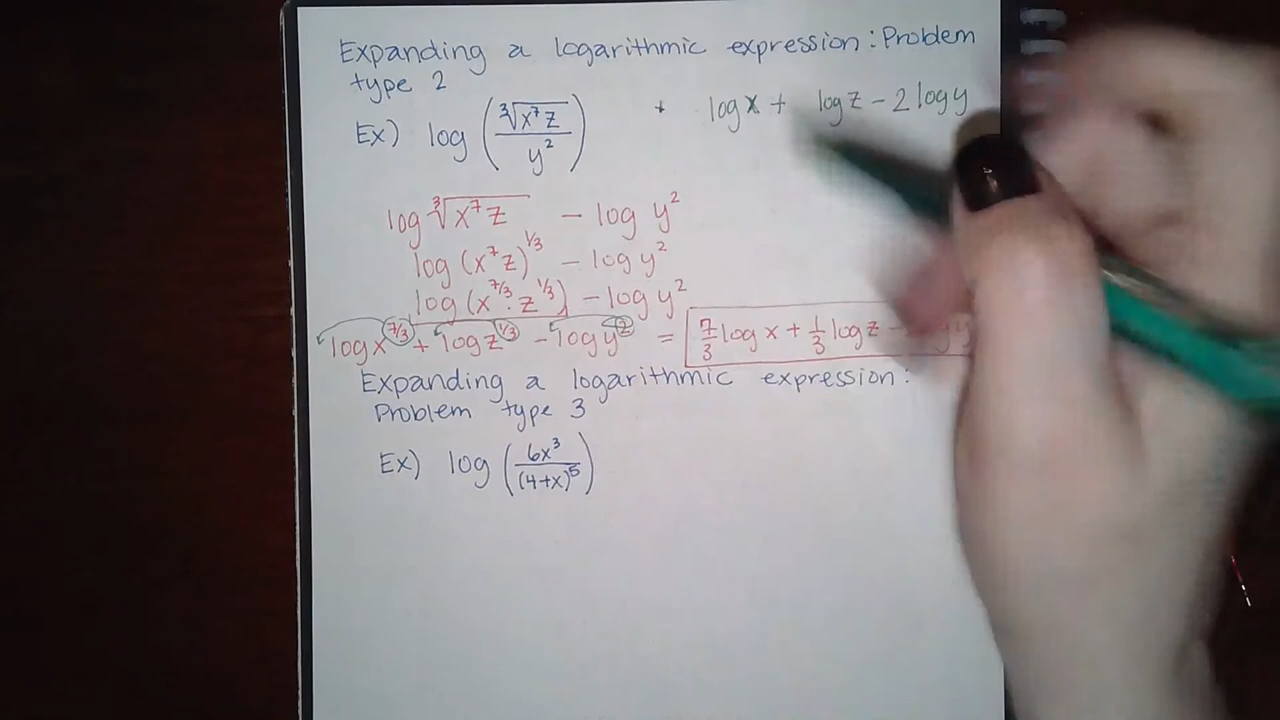 Expanding a logarithmic expression: Problem
type 2
Ex) log (∛(x⁷z) / y²)
log x + log z − 2 log y
log ∛(x⁷z) − log y²
log (x⁷z)^(1/3) − log y²
log (x^(7/3) · z^(1/3)) − log y²
log x^(7/3) + log z^(1/3) − log y² = 7/3 log x + 1/3 log z −
Expanding a logarithmic expression:
Problem type 3
Ex) log (6x³ / (4+x)⁵)